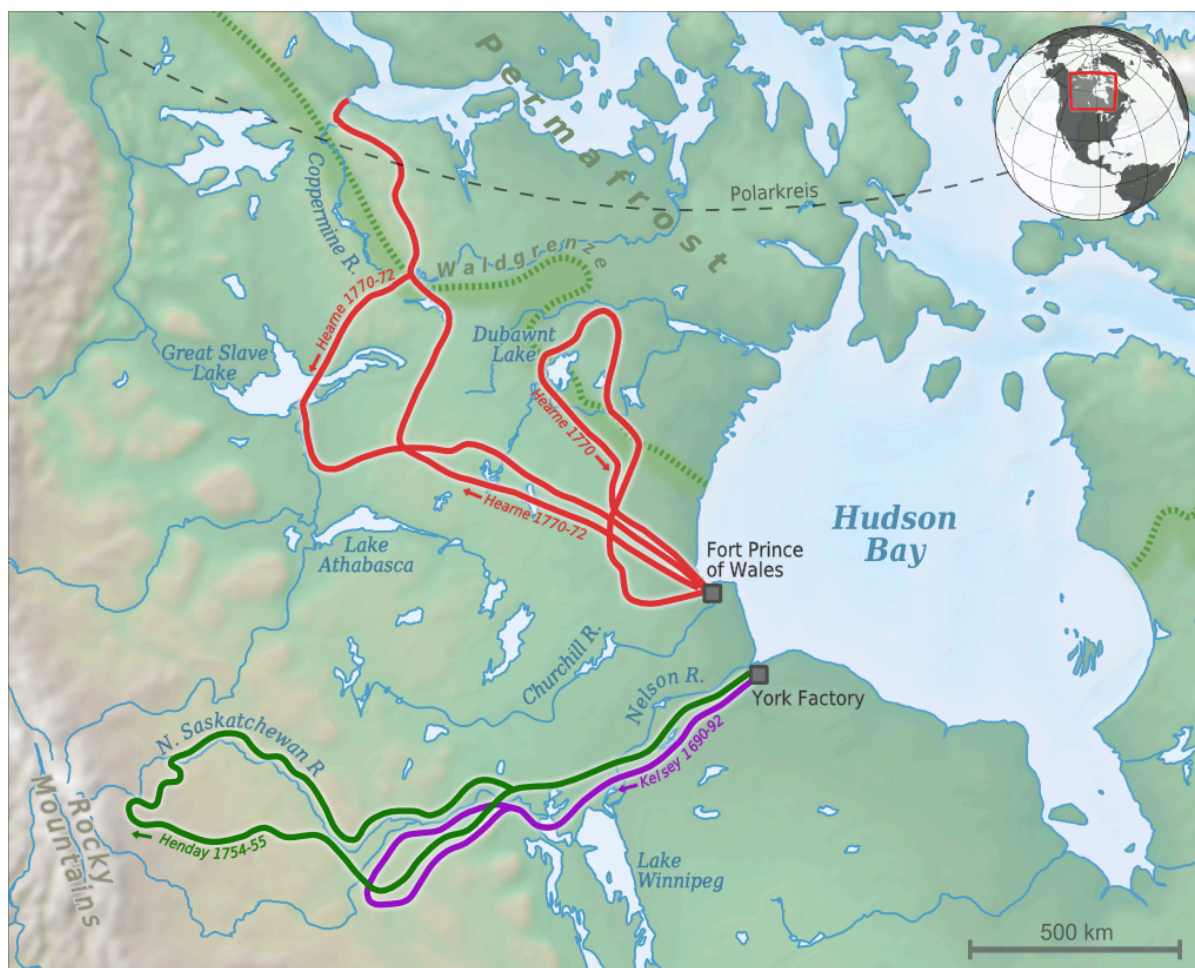 Permafrost
Polarkreis
Coppermine R.
Waldgrenze
Hearne 1770-72
Dubawnt
Lake
Great Slave
Lake
Hearne 1770
Hearne 1770-72
Hudson
Bay
Lake
Athabasca
Fort Prince
of Wales
Churchill R.
Nelson R.
York Factory
N. Saskatchewan R
Kelsey 1690-92
Rocky
Mountains
Henday 1754-55
Lake
Winnipeg
500 km